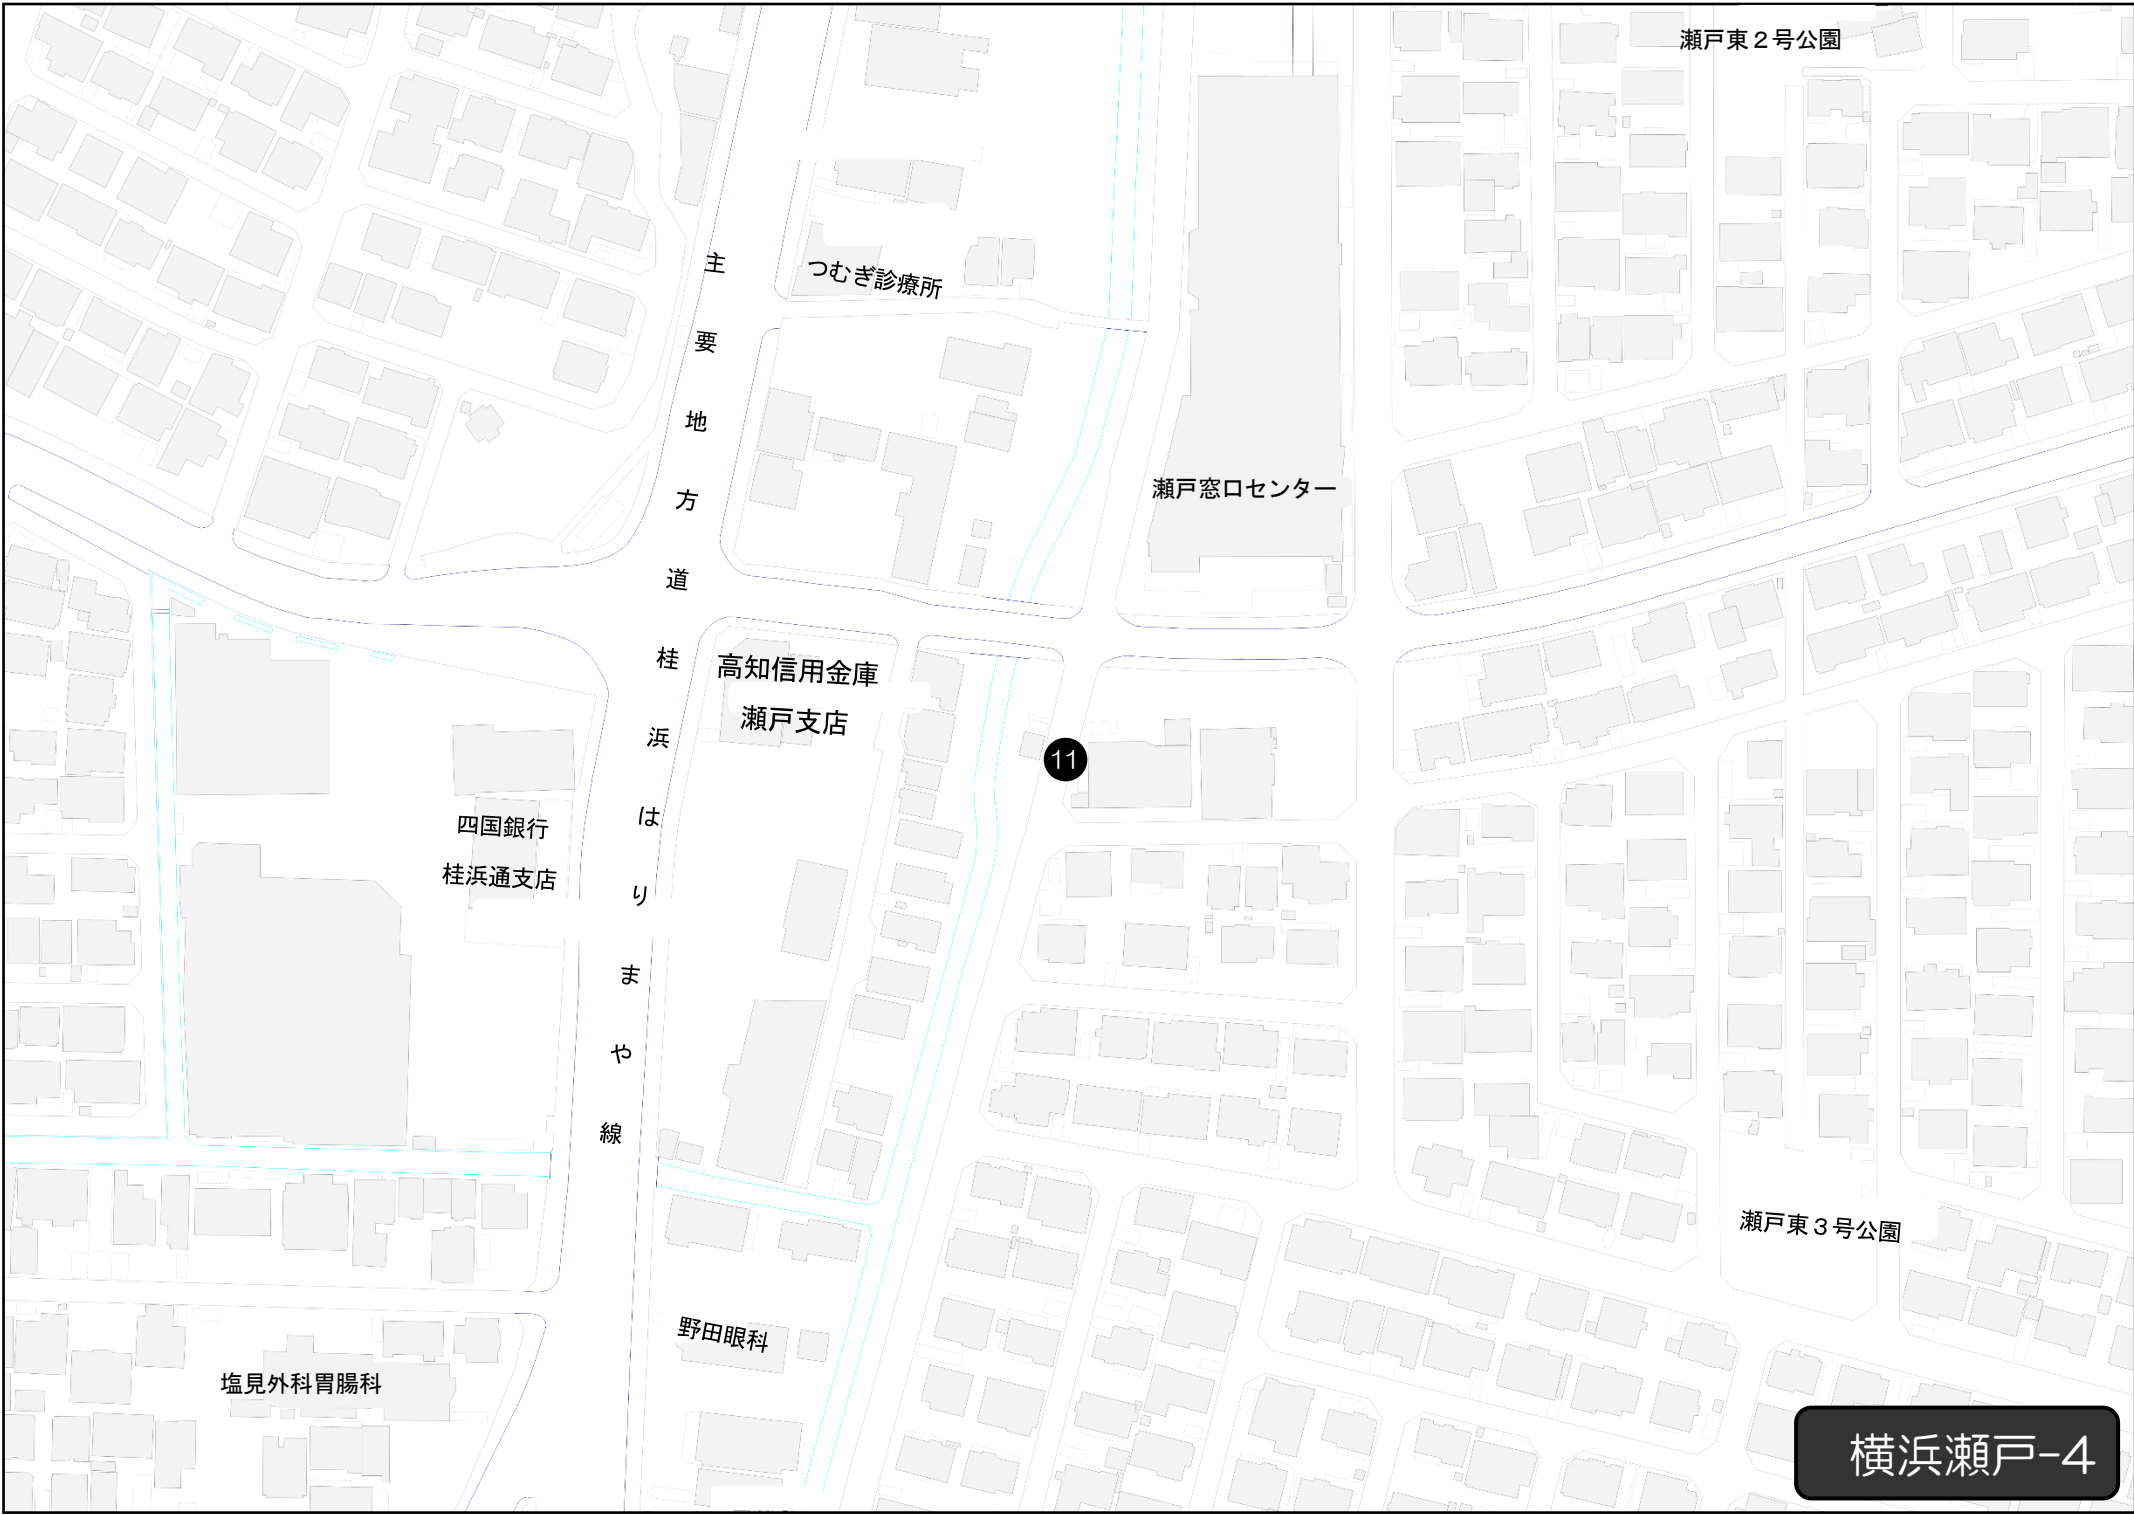 瀬戸東２号公園
つむぎ診療所
主要地方道桂浜はりまや線
瀬戸窓口センター
高知信用金庫
瀬戸支店
11
四国銀行
桂浜通支店
瀬戸東３号公園
野田眼科
塩見外科胃腸科
横浜瀬戸-4